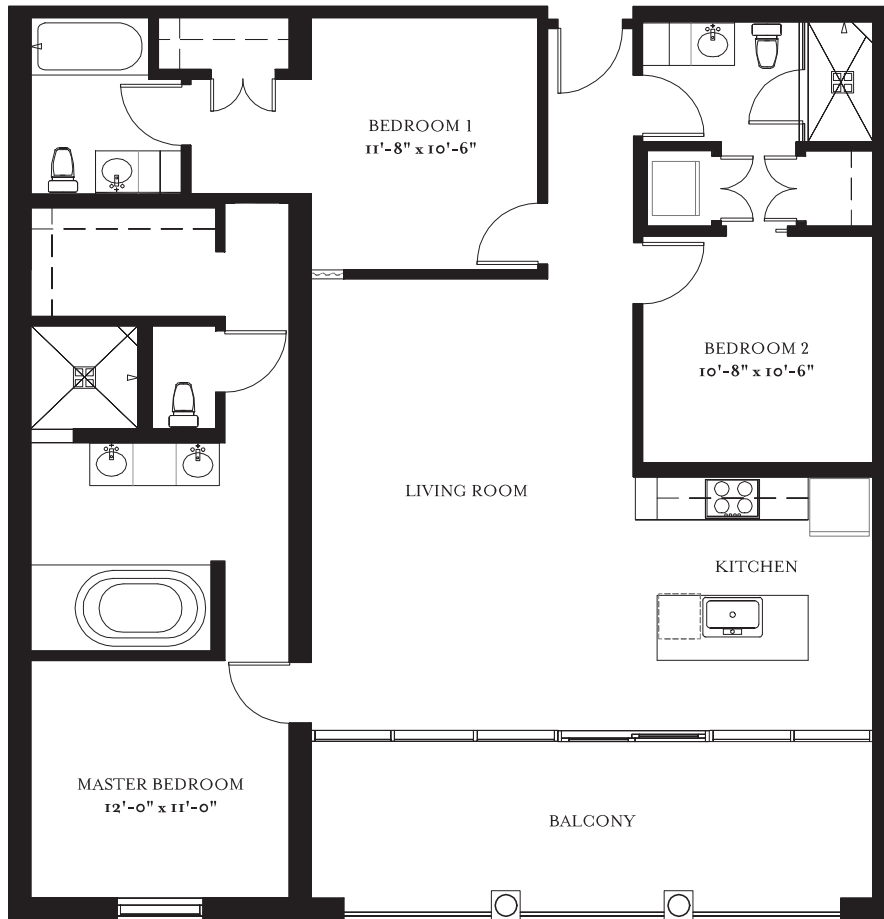 BEDROOM 1
11'-8" x 10'-6"
BEDROOM 2
10'-8" x 10'-6"
LIVING ROOM
KITCHEN
MASTER BEDROOM
12'-0" x 11'-0"
BALCONY